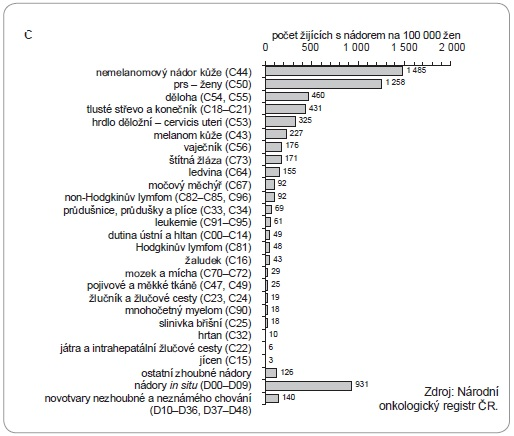 C
počet žijících s nádorem na 100 000 žen
0 500 1 000 1 500 2 000
nemelanomový nádor kůže (C44) 1 485
prs – ženy (C50) 1 258
děloha (C54, C55) 460
tlusté střevo a konečník (C18–C21) 431
hrdlo děložní – cervicis uteri (C53) 325
melanom kůže (C43) 227
vaječník (C56) 176
štítná žláza (C73) 171
ledvina (C64) 155
močový měchýř (C67) 92
non-Hodgkinův lymfom (C82–C85, C96) 92
průdušnice, průdušky a plíce (C33, C34) 69
leukemie (C91–C95) 61
dutina ústní a hltan (C00–C14) 49
Hodgkinův lymfom (C81) 48
žaludek (C16) 43
mozek a mícha (C70–C72) 29
pojivové a měkké tkáně (C47, C49) 25
žlučník a žlučové cesty (C23, C24) 19
mnohočetný myelom (C90) 18
slinivka břišní (C25) 18
hrtan (C32) 10
játra a intrahepatální žlučové cesty (C22) 6
jícen (C15) 3
ostatní zhoubné nádory 126
nádory in situ (D00–D09) 931
novotvary nezhoubné a neznámého chování 140
(D10–D36, D37–D48)
Zdroj: Národní
onkologický registr ČR.